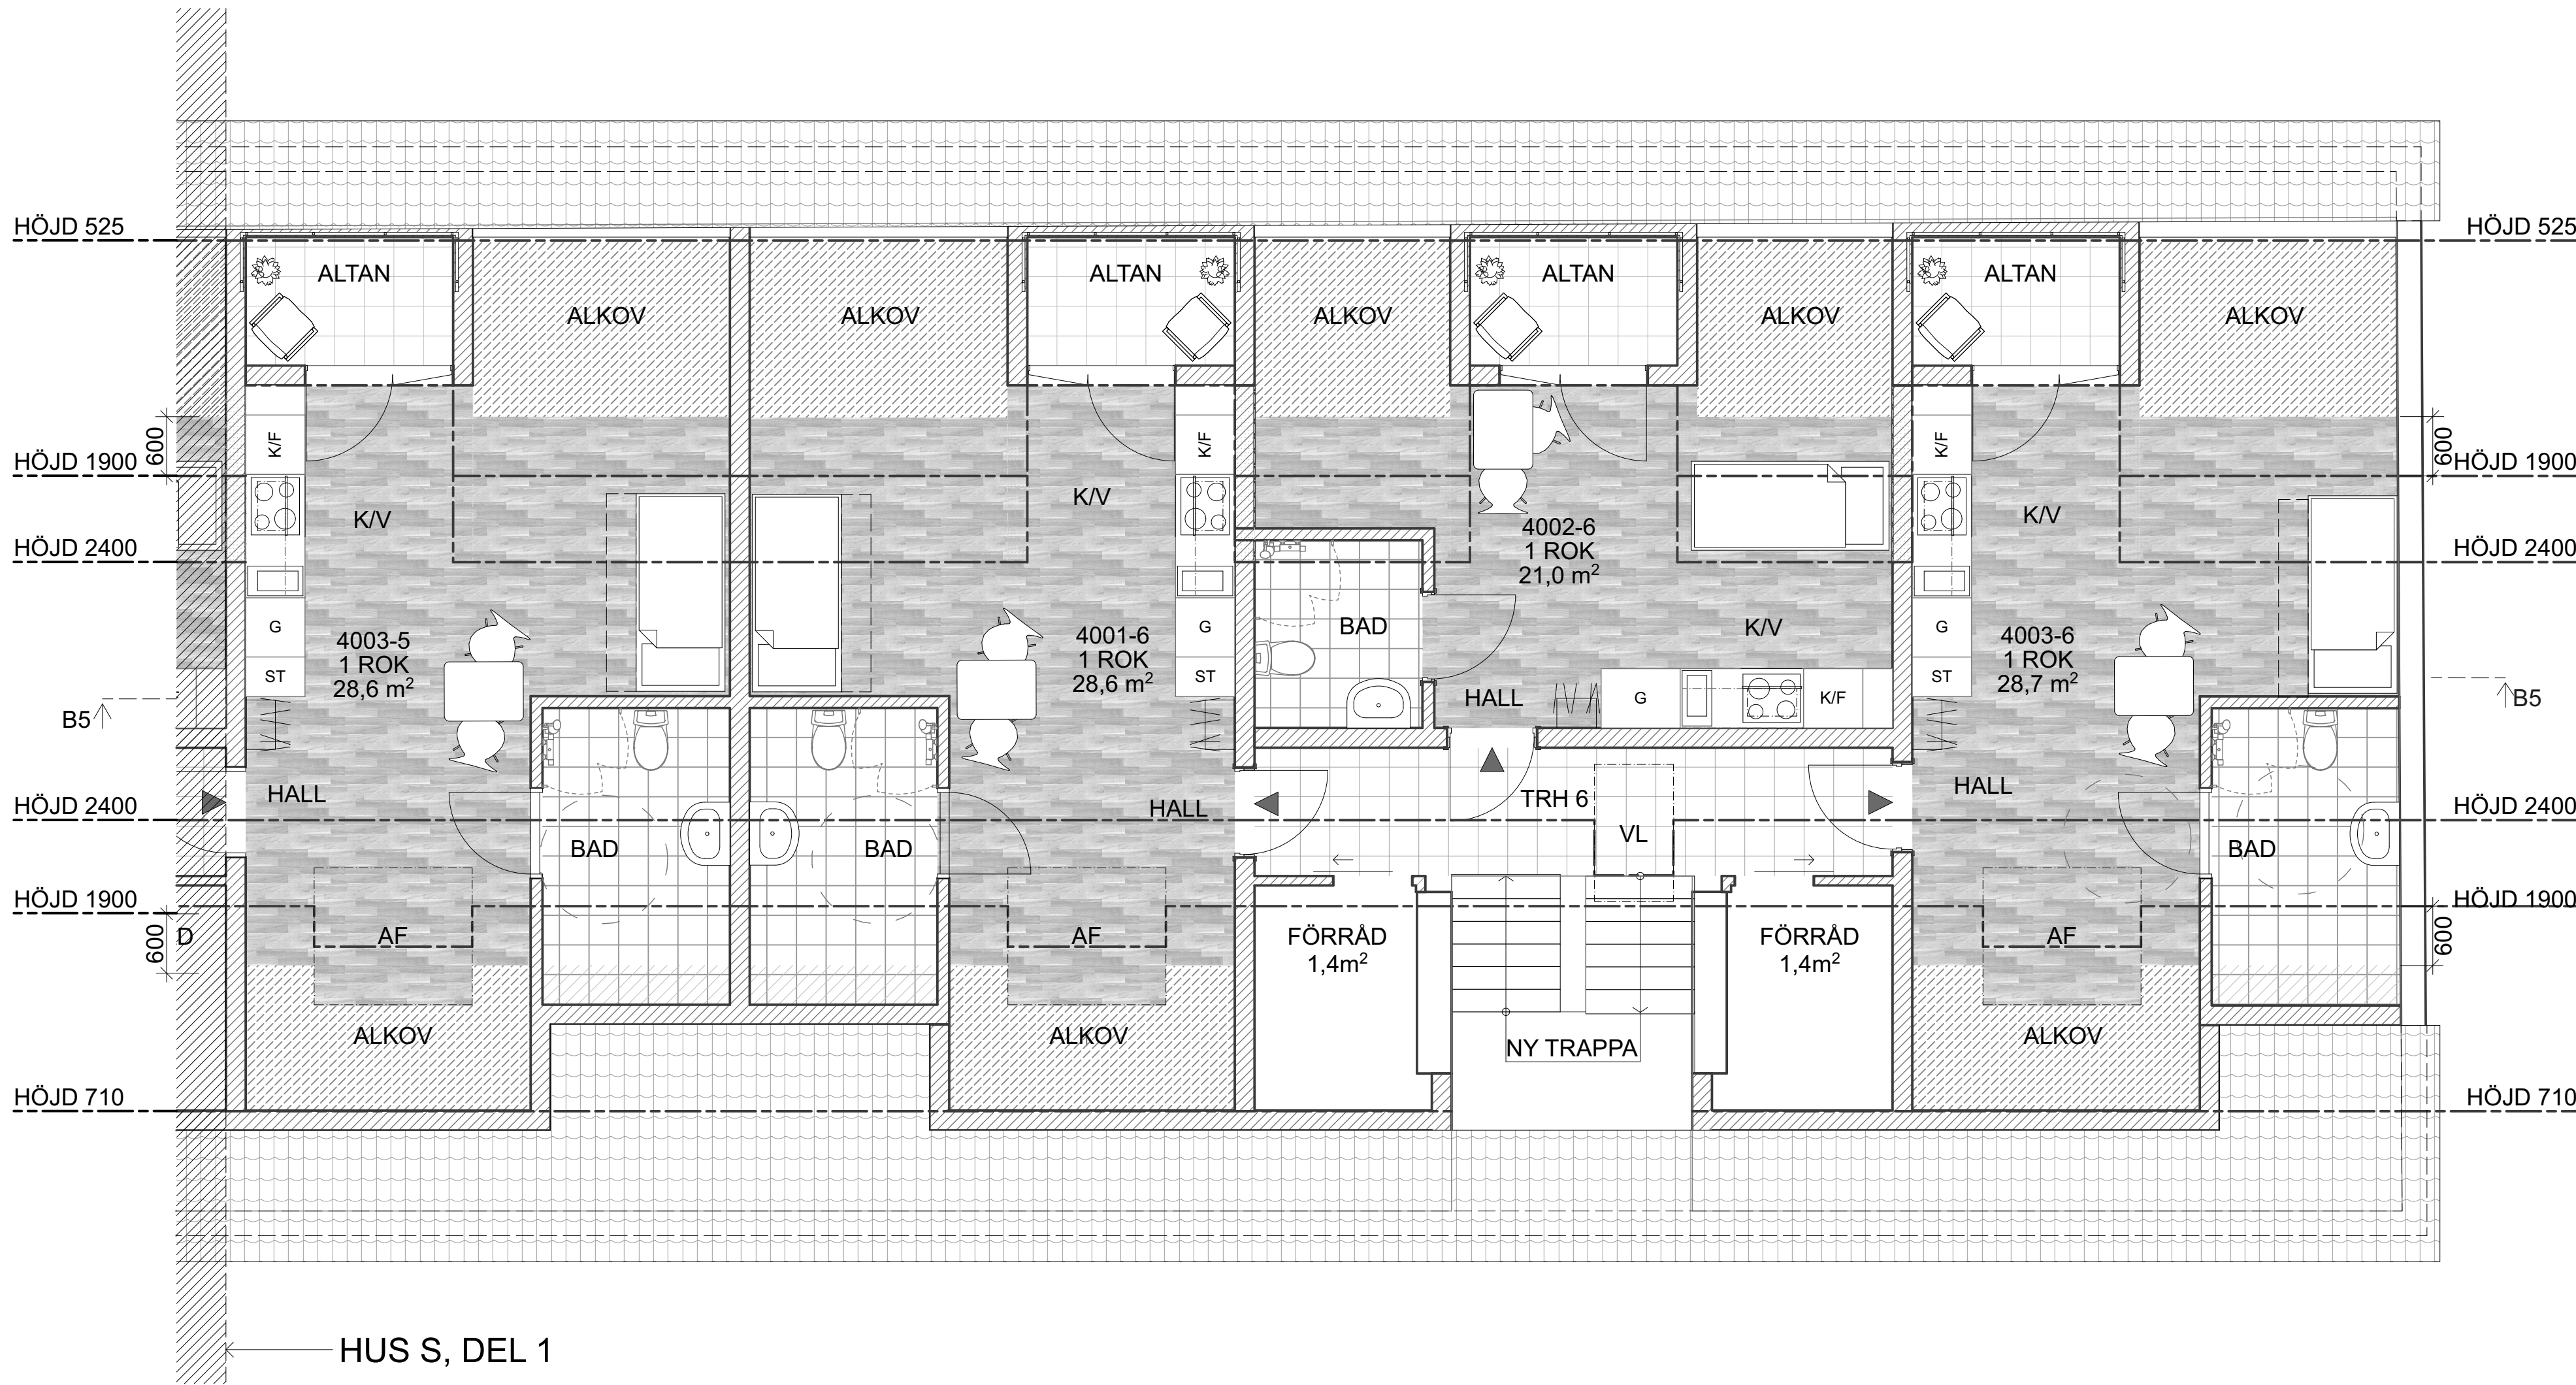 HÖJD 525
HÖJD 525
ALTAN
ALKOV
ALKOV
ALTAN
ALKOV
ALTAN
ALKOV
ALTAN
ALKOV
600
K/F
K/F
K/F
600
HÖJD 1900
HÖJD 1900
K/V
K/V
K/V
HÖJD 2400
HÖJD 2400
4002-6
1 ROK
21,0 m²
G
4003-5
1 ROK
28,6 m²
ST
4001-6
1 ROK
28,6 m²
G
ST
BAD
K/V
G
ST
4003-6
1 ROK
28,7 m²
HALL
G
K/F
B5
B5
HALL
HALL
TRH 6
HALL
HÖJD 2400
HÖJD 2400
BAD
BAD
VL
BAD
HÖJD 1900
HÖJD 1900
600
D
AF
AF
FÖRRÅD
1,4m²
FÖRRÅD
1,4m²
AF
600
ALKOV
ALKOV
NY TRAPPA
ALKOV
HÖJD 710
HÖJD 710
HUS S, DEL 1